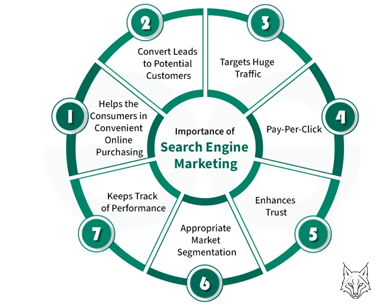 Importance of
Search Engine
Marketing
1
Helps the
Consumers in
Convenient
Online
Purchasing
2
Convert Leads
to Potential
Customers
3
Targets Huge
Traffic
4
Pay-Per-Click
5
Enhances
Trust
6
Appropriate
Market
Segmentation
7
Keeps Track
of Performance